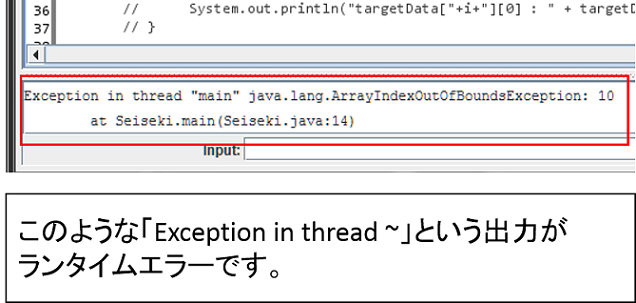 36 //      System.out.println("targetData["+i+"][0] : " + targetD
37 // }
Exception in thread "main" java.lang.ArrayIndexOutOfBoundsException: 10
at Seiseki.main(Seiseki.java:14)
Input:
このような「Exception in thread ~」という出力が
ランタイムエラーです。